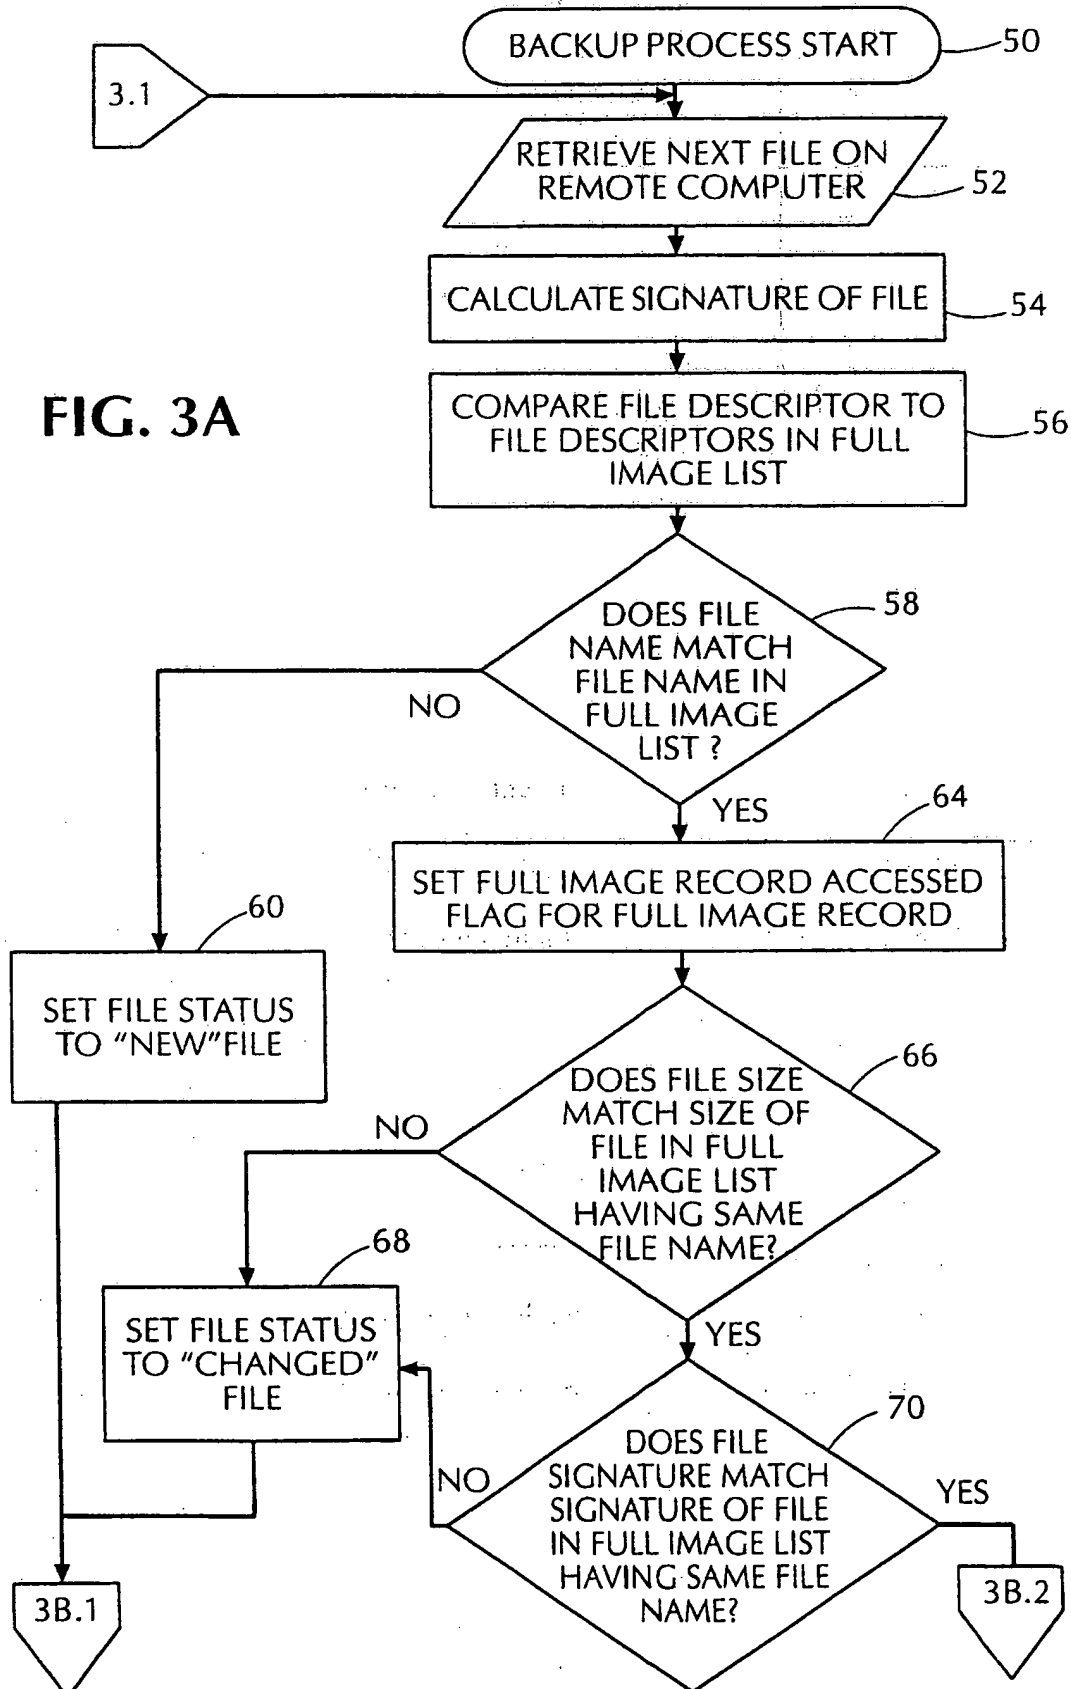 BACKUP PROCESS START
50
3.1
RETRIEVE NEXT FILE ON
REMOTE COMPUTER
52
CALCULATE SIGNATURE OF FILE
54
FIG. 3A
COMPARE FILE DESCRIPTOR TO
FILE DESCRIPTORS IN FULL
IMAGE LIST
56
DOES FILE
NAME MATCH
FILE NAME IN
FULL IMAGE
LIST ?
58
NO
YES
64
SET FULL IMAGE RECORD ACCESSED
FLAG FOR FULL IMAGE RECORD
60
SET FILE STATUS
TO "NEW"FILE
66
DOES FILE SIZE
MATCH SIZE OF
FILE IN FULL
IMAGE LIST
HAVING SAME
FILE NAME?
NO
68
SET FILE STATUS
TO "CHANGED"
FILE
YES
70
DOES FILE
SIGNATURE MATCH
SIGNATURE OF FILE
IN FULL IMAGE LIST
HAVING SAME FILE
NAME?
NO
YES
3B.1
3B.2